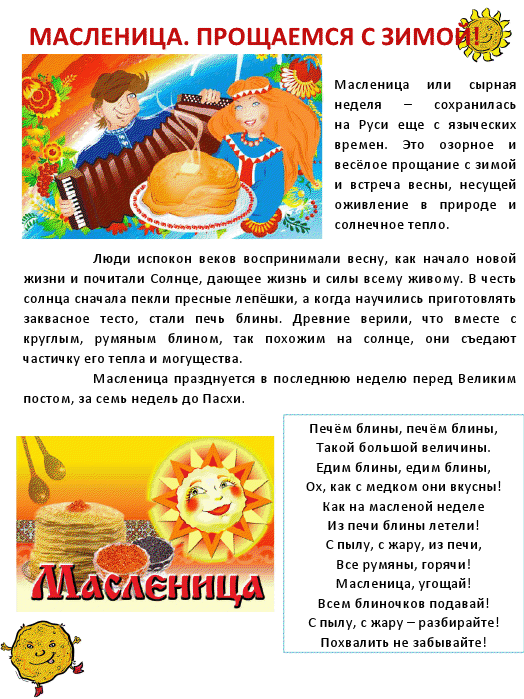 МАСЛЕНИЦА. ПРОЩАЕМСЯ С ЗИМОЙ!
Масленица или сырная
неделя – сохранилась
на Руси еще с языческих
времен. Это озорное и
весёлое прощание с зимой
и встреча весны, несущей
оживление в природе и
солнечное тепло.
Люди испокон веков воспринимали весну, как начало новой
жизни и почитали Солнце, дающее жизнь и силы всему живому. В честь
солнца сначала пекли пресные лепёшки, а когда научились приготовлять
заквасное тесто, стали печь блины. Древние верили, что вместе с
круглым, румяным блином, так похожим на солнце, они съедают
частичку его тепла и могущества.
Масленица празднуется в последнюю неделю перед Великим
постом, за семь недель до Пасхи.
Печём блины, печём блины,
Такой большой величины.
Едим блины, едим блины,
Ох, как с медком они вкусны!
Как на масленой неделе
Из печи блины летели!
С пылу, с жару, из печи,
Все румяны, горячи!
Масленица, угощай!
Всем блиночков подавай!
С пылу, с жару – разбирайте!
Похвалить не забывайте!
Масленица